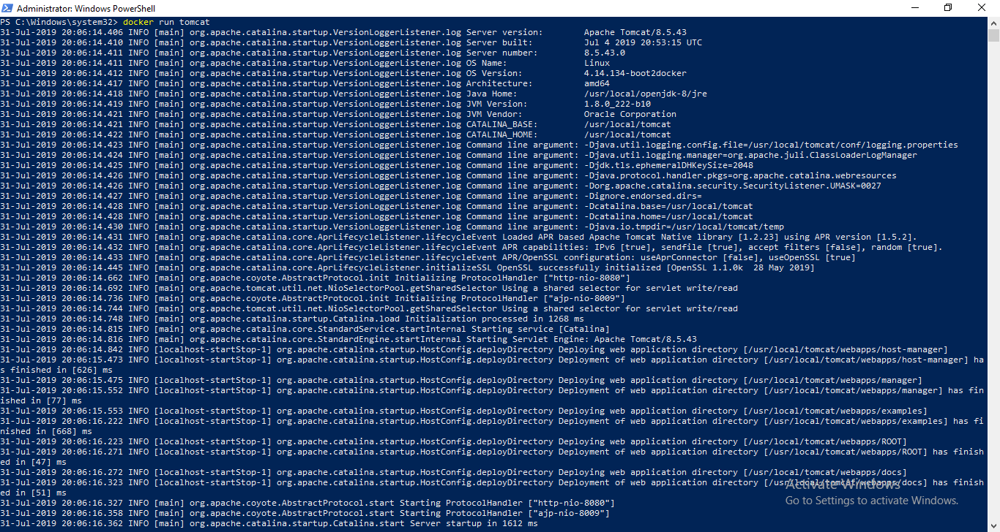 Administrator: Windows PowerShell
PS C:\Windows\system32> docker run tomcat
31-Jul-2019 20:06:14.406 INFO [main] org.apache.catalina.startup.VersionLoggerListener.log Server version:        Apache Tomcat/8.5.43
31-Jul-2019 20:06:14.410 INFO [main] org.apache.catalina.startup.VersionLoggerListener.log Server built:          Jul 4 2019 20:53:15 UTC
31-Jul-2019 20:06:14.411 INFO [main] org.apache.catalina.startup.VersionLoggerListener.log Server number:         8.5.43.0
31-Jul-2019 20:06:14.411 INFO [main] org.apache.catalina.startup.VersionLoggerListener.log OS Name:               Linux
31-Jul-2019 20:06:14.412 INFO [main] org.apache.catalina.startup.VersionLoggerListener.log OS Version:            4.14.134-boot2docker
31-Jul-2019 20:06:14.417 INFO [main] org.apache.catalina.startup.VersionLoggerListener.log Architecture:          amd64
31-Jul-2019 20:06:14.418 INFO [main] org.apache.catalina.startup.VersionLoggerListener.log Java Home:             /usr/local/openjdk-8/jre
31-Jul-2019 20:06:14.419 INFO [main] org.apache.catalina.startup.VersionLoggerListener.log JVM Version:           1.8.0_222-b10
31-Jul-2019 20:06:14.421 INFO [main] org.apache.catalina.startup.VersionLoggerListener.log JVM Vendor:            Oracle Corporation
31-Jul-2019 20:06:14.421 INFO [main] org.apache.catalina.startup.VersionLoggerListener.log CATALINA_BASE:         /usr/local/tomcat
31-Jul-2019 20:06:14.422 INFO [main] org.apache.catalina.startup.VersionLoggerListener.log CATALINA_HOME:         /usr/local/tomcat
31-Jul-2019 20:06:14.423 INFO [main] org.apache.catalina.startup.VersionLoggerListener.log Command line argument: -Djava.util.logging.config.file=/usr/local/tomcat/conf/logging.properties
31-Jul-2019 20:06:14.424 INFO [main] org.apache.catalina.startup.VersionLoggerListener.log Command line argument: -Djava.util.logging.manager=org.apache.juli.ClassLoaderLogManager
31-Jul-2019 20:06:14.425 INFO [main] org.apache.catalina.startup.VersionLoggerListener.log Command line argument: -Djdk.tls.ephemeralDHKeySize=2048
31-Jul-2019 20:06:14.426 INFO [main] org.apache.catalina.startup.VersionLoggerListener.log Command line argument: -Djava.protocol.handler.pkgs=org.apache.catalina.webresources
31-Jul-2019 20:06:14.426 INFO [main] org.apache.catalina.startup.VersionLoggerListener.log Command line argument: -Dorg.apache.catalina.security.SecurityListener.UMASK=0027
31-Jul-2019 20:06:14.427 INFO [main] org.apache.catalina.startup.VersionLoggerListener.log Command line argument: -Dignore.endorsed.dirs=
31-Jul-2019 20:06:14.428 INFO [main] org.apache.catalina.startup.VersionLoggerListener.log Command line argument: -Dcatalina.base=/usr/local/tomcat
31-Jul-2019 20:06:14.428 INFO [main] org.apache.catalina.startup.VersionLoggerListener.log Command line argument: -Dcatalina.home=/usr/local/tomcat
31-Jul-2019 20:06:14.430 INFO [main] org.apache.catalina.startup.VersionLoggerListener.log Command line argument: -Djava.io.tmpdir=/usr/local/tomcat/temp
31-Jul-2019 20:06:14.431 INFO [main] org.apache.catalina.core.AprLifecycleListener.lifecycleEvent Loaded APR based Apache Tomcat Native library [1.2.23] using APR version [1.5.2].
31-Jul-2019 20:06:14.432 INFO [main] org.apache.catalina.core.AprLifecycleListener.lifecycleEvent APR capabilities: IPv6 [true], sendfile [true], accept filters [false], random [true].
31-Jul-2019 20:06:14.433 INFO [main] org.apache.catalina.core.AprLifecycleListener.lifecycleEvent APR/OpenSSL configuration: useAprConnector [false], useOpenSSL [true]
31-Jul-2019 20:06:14.445 INFO [main] org.apache.catalina.core.AprLifecycleListener.initializeSSL OpenSSL successfully initialized [OpenSSL 1.1.0k  28 May 2019]
31-Jul-2019 20:06:14.662 INFO [main] org.apache.coyote.AbstractProtocol.init Initializing ProtocolHandler ["http-nio-8080"]
31-Jul-2019 20:06:14.692 INFO [main] org.apache.tomcat.util.net.NioSelectorPool.getSharedSelector Using a shared selector for servlet write/read
31-Jul-2019 20:06:14.736 INFO [main] org.apache.coyote.AbstractProtocol.init Initializing ProtocolHandler ["ajp-nio-8009"]
31-Jul-2019 20:06:14.744 INFO [main] org.apache.tomcat.util.net.NioSelectorPool.getSharedSelector Using a shared selector for servlet write/read
31-Jul-2019 20:06:14.748 INFO [main] org.apache.catalina.startup.Catalina.load Initialization processed in 1268 ms
31-Jul-2019 20:06:14.815 INFO [main] org.apache.catalina.core.StandardService.startInternal Starting service [Catalina]
31-Jul-2019 20:06:14.816 INFO [main] org.apache.catalina.core.StandardEngine.startInternal Starting Servlet Engine: Apache Tomcat/8.5.43
31-Jul-2019 20:06:14.842 INFO [localhost-startStop-1] org.apache.catalina.startup.HostConfig.deployDirectory Deploying web application directory [/usr/local/tomcat/webapps/host-manager]
31-Jul-2019 20:06:15.473 INFO [localhost-startStop-1] org.apache.catalina.startup.HostConfig.deployDirectory Deployment of web application directory [/usr/local/tomcat/webapps/host-manager] ha
s finished in [626] ms
31-Jul-2019 20:06:15.475 INFO [localhost-startStop-1] org.apache.catalina.startup.HostConfig.deployDirectory Deploying web application directory [/usr/local/tomcat/webapps/manager]
31-Jul-2019 20:06:15.552 INFO [localhost-startStop-1] org.apache.catalina.startup.HostConfig.deployDirectory Deployment of web application directory [/usr/local/tomcat/webapps/manager] has fin
ished in [77] ms
31-Jul-2019 20:06:15.553 INFO [localhost-startStop-1] org.apache.catalina.startup.HostConfig.deployDirectory Deploying web application directory [/usr/local/tomcat/webapps/examples]
31-Jul-2019 20:06:16.222 INFO [localhost-startStop-1] org.apache.catalina.startup.HostConfig.deployDirectory Deployment of web application directory [/usr/local/tomcat/webapps/examples] has fi
nished in [668] ms
31-Jul-2019 20:06:16.223 INFO [localhost-startStop-1] org.apache.catalina.startup.HostConfig.deployDirectory Deploying web application directory [/usr/local/tomcat/webapps/ROOT]
31-Jul-2019 20:06:16.271 INFO [localhost-startStop-1] org.apache.catalina.startup.HostConfig.deployDirectory Deployment of web application directory [/usr/local/tomcat/webapps/ROOT] has finish
ed in [47] ms
31-Jul-2019 20:06:16.272 INFO [localhost-startStop-1] org.apache.catalina.startup.HostConfig.deployDirectory Deploying web application directory [/usr/local/tomcat/webapps/docs]
31-Jul-2019 20:06:16.323 INFO [localhost-startStop-1] org.apache.catalina.startup.HostConfig.deployDirectory Deployment of web application directory [/usr/local/tomcat/webapps/docs] has finish
ed in [51] ms
31-Jul-2019 20:06:16.327 INFO [main] org.apache.coyote.AbstractProtocol.start Starting ProtocolHandler ["http-nio-8080"]
31-Jul-2019 20:06:16.358 INFO [main] org.apache.coyote.AbstractProtocol.start Starting ProtocolHandler ["ajp-nio-8009"]
31-Jul-2019 20:06:16.362 INFO [main] org.apache.catalina.startup.Catalina.start Server startup in 1612 ms
Activate Windows
Go to Settings to activate Windows.